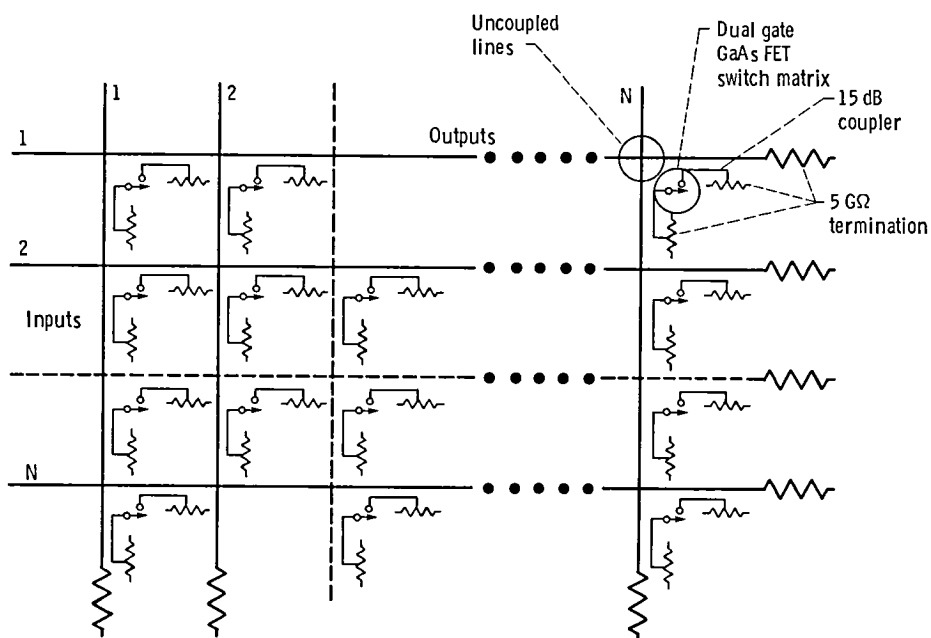 Uncoupled
lines
Dual gate
GaAs FET
switch matrix
15 dB
coupler
1
2
N
1
Outputs
5 GΩ
termination
2
Inputs
N